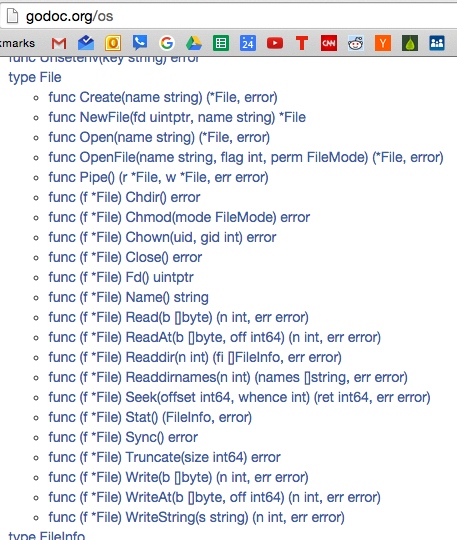 godoc.org/os
kmarks
24
CNN
func Unsetenv(key string) error
type File
func Create(name string) (*File, error)
func NewFile(fd uintptr, name string) *File
func Open(name string) (*File, error)
func OpenFile(name string, flag int, perm FileMode) (*File, error)
func Pipe() (r *File, w *File, err error)
func (f *File) Chdir() error
func (f *File) Chmod(mode FileMode) error
func (f *File) Chown(uid, gid int) error
func (f *File) Close() error
func (f *File) Fd() uintptr
func (f *File) Name() string
func (f *File) Read(b []byte) (n int, err error)
func (f *File) ReadAt(b []byte, off int64) (n int, err error)
func (f *File) Readdir(n int) (fi []FileInfo, err error)
func (f *File) Readdirnames(n int) (names []string, err error)
func (f *File) Seek(offset int64, whence int) (ret int64, err error)
func (f *File) Stat() (FileInfo, error)
func (f *File) Sync() error
func (f *File) Truncate(size int64) error
func (f *File) Write(b []byte) (n int, err error)
func (f *File) WriteAt(b []byte, off int64) (n int, err error)
func (f *File) WriteString(s string) (n int, err error)
type FileInfo